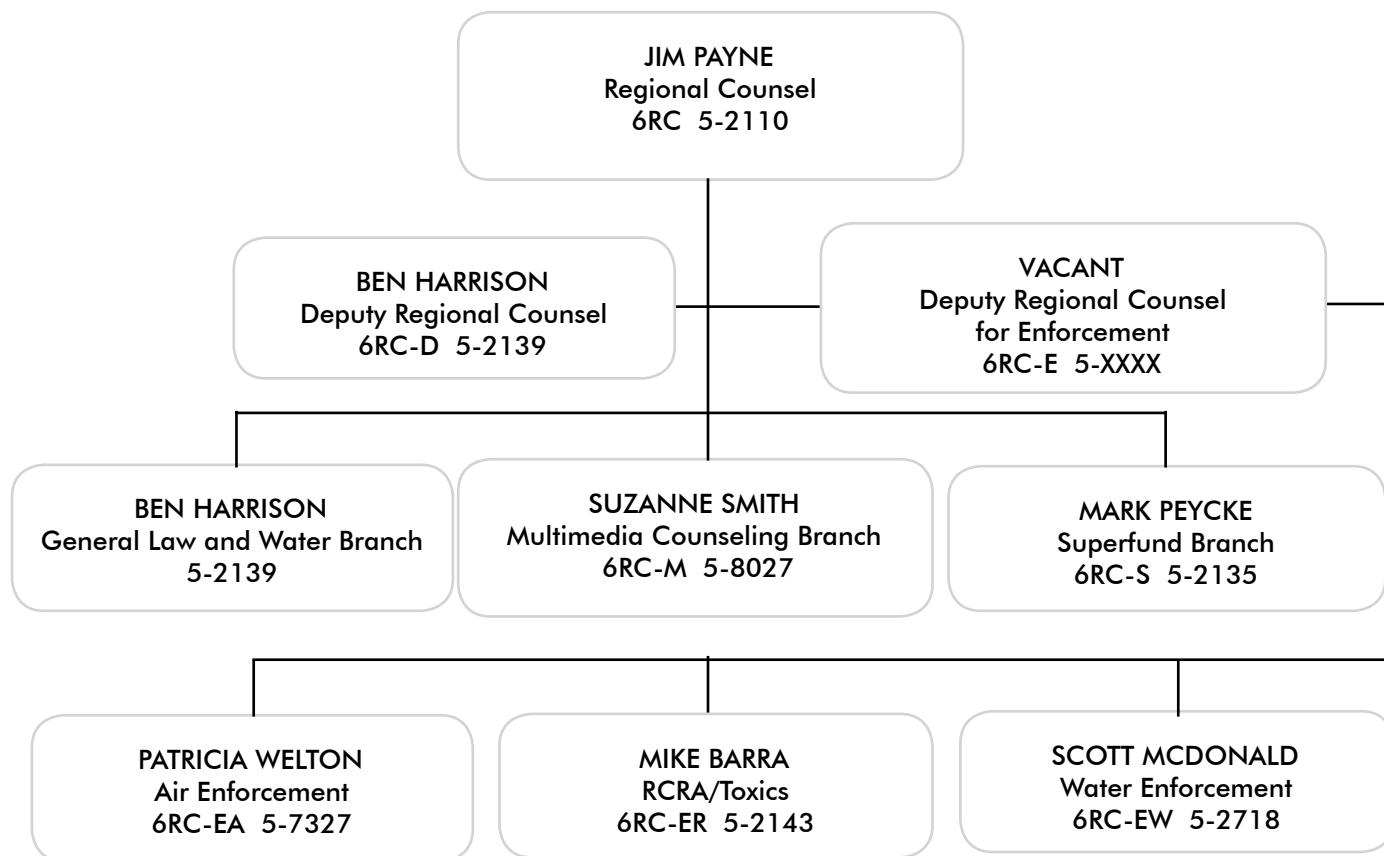 JIM PAYNE
Regional Counsel
6RC 5-2110
BEN HARRISON
Deputy Regional Counsel
6RC-D 5-2139
VACANT
Deputy Regional Counsel
for Enforcement
6RC-E 5-XXXX
BEN HARRISON
General Law and Water Branch
5-2139
SUZANNE SMITH
Multimedia Counseling Branch
6RC-M 5-8027
MARK PEYCKE
Superfund Branch
6RC-S 5-2135
PATRICIA WELTON
Air Enforcement
6RC-EA 5-7327
MIKE BARRA
RCRA/Toxics
6RC-ER 5-2143
SCOTT MCDONALD
Water Enforcement
6RC-EW 5-2718